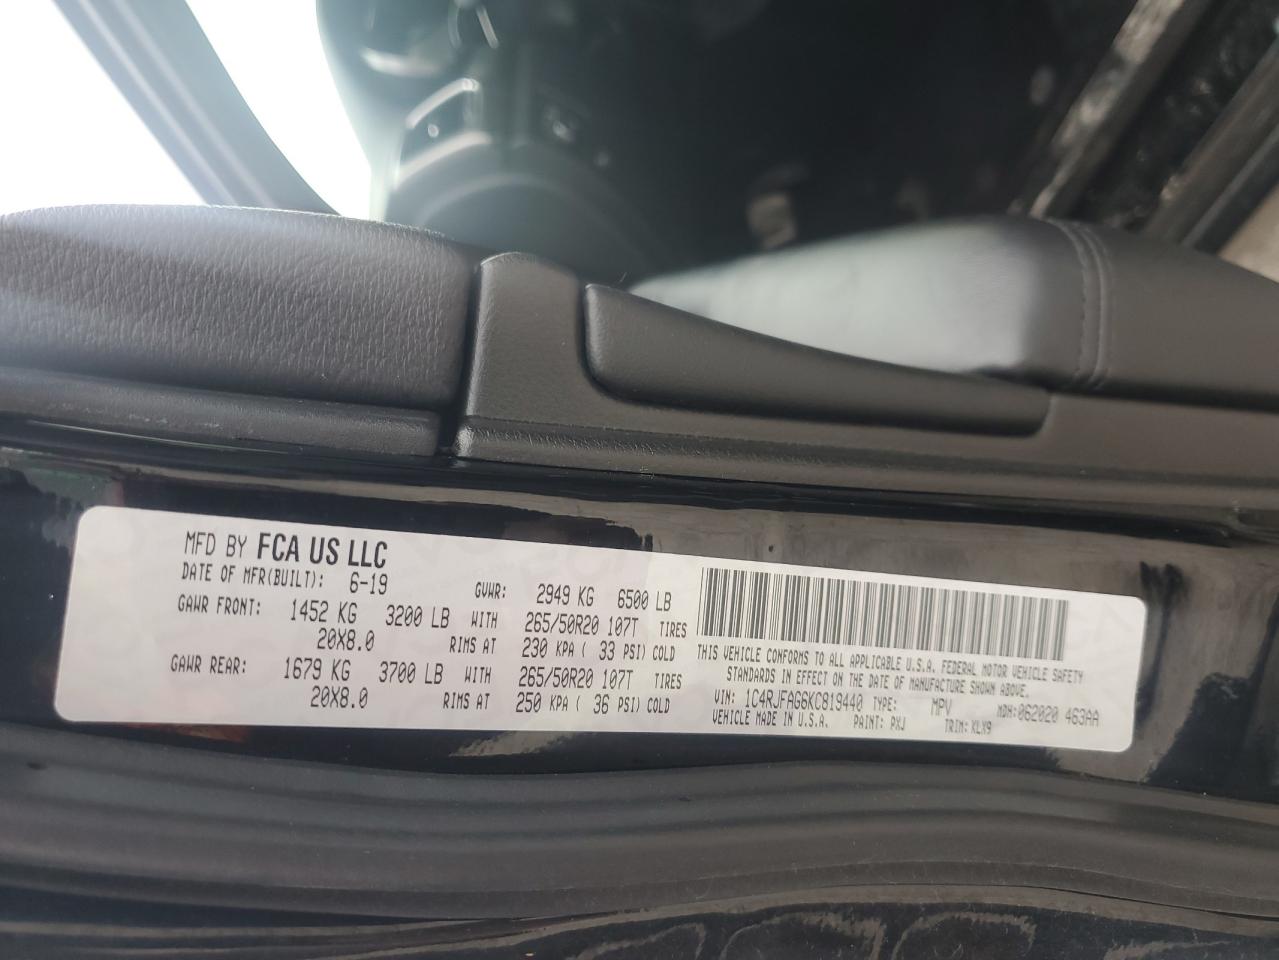 MFD BY FCA US LLC
DATE OF MFR(BUILT): 6-19 GVWR: 2949 KG 6500 LB
GAWR FRONT: 1452 KG 3200 LB WITH 265/50R20 107T TIRES
20X8.0 RIMS AT 230 KPA ( 33 PSI) COLD
GAWR REAR: 1679 KG 3700 LB WITH 265/50R20 107T TIRES
20X8.0 RIMS AT 250 KPA ( 36 PSI) COLD
THIS VEHICLE CONFORMS TO ALL APPLICABLE U.S.A. FEDERAL MOTOR VEHICLE SAFETY
STANDARDS IN EFFECT ON THE DATE OF MANUFACTURE SHOWN ABOVE.
VIN: 1C4RJFAG6KC819440 TYPE: MPV MDH:062020 463AA
VEHICLE MADE IN U.S.A. PAINT: PXJ TRIM: KLX9